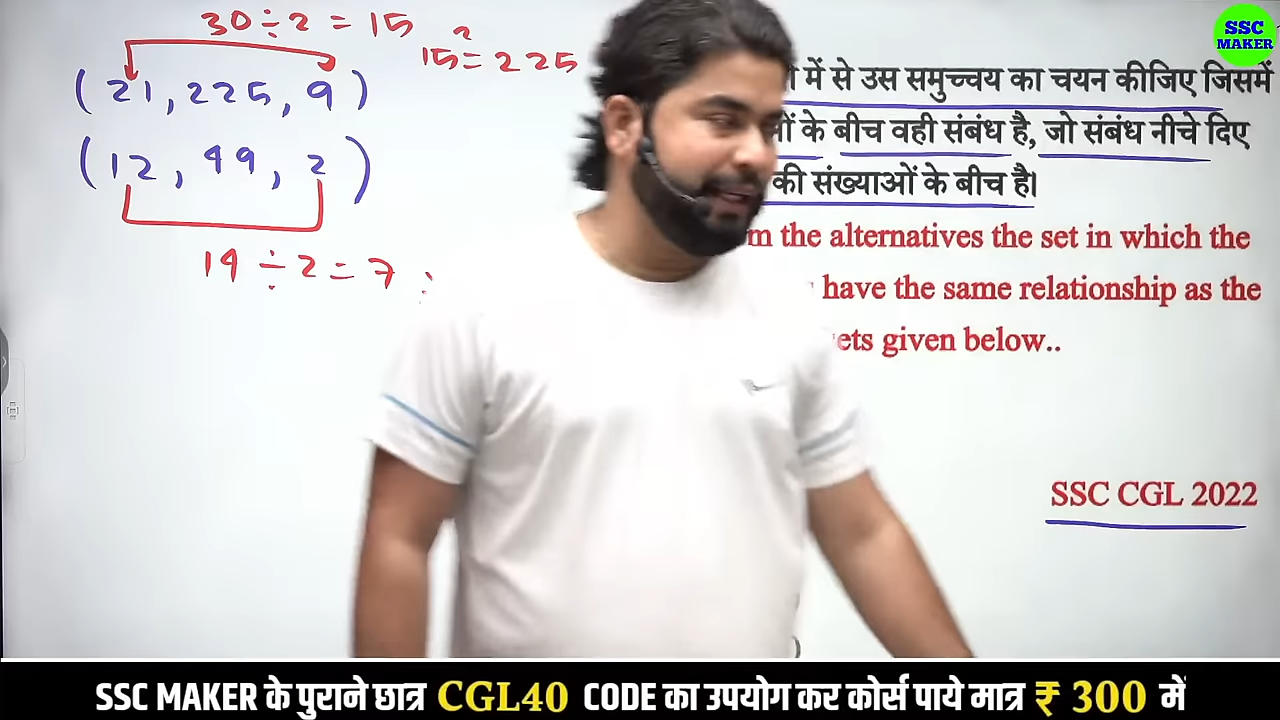 30÷2 = 15
15² = 225
(21, 225, 9)
(12, 49, 2)
14 ÷ 2 = 7
SSC
MAKER
में से उस समुच्चय का चयन कीजिए जिसमें
के बीच वही संबंध है, जो संबंध नीचे दिए
की संख्याओं के बीच है।
the alternatives the set in which the
have the same relationship as the
given below..
SSC CGL 2022
SSC MAKER के पुराने छात्र CGL40 CODE का उपयोग कर कोर्स पाये मात्र ₹ 300 में